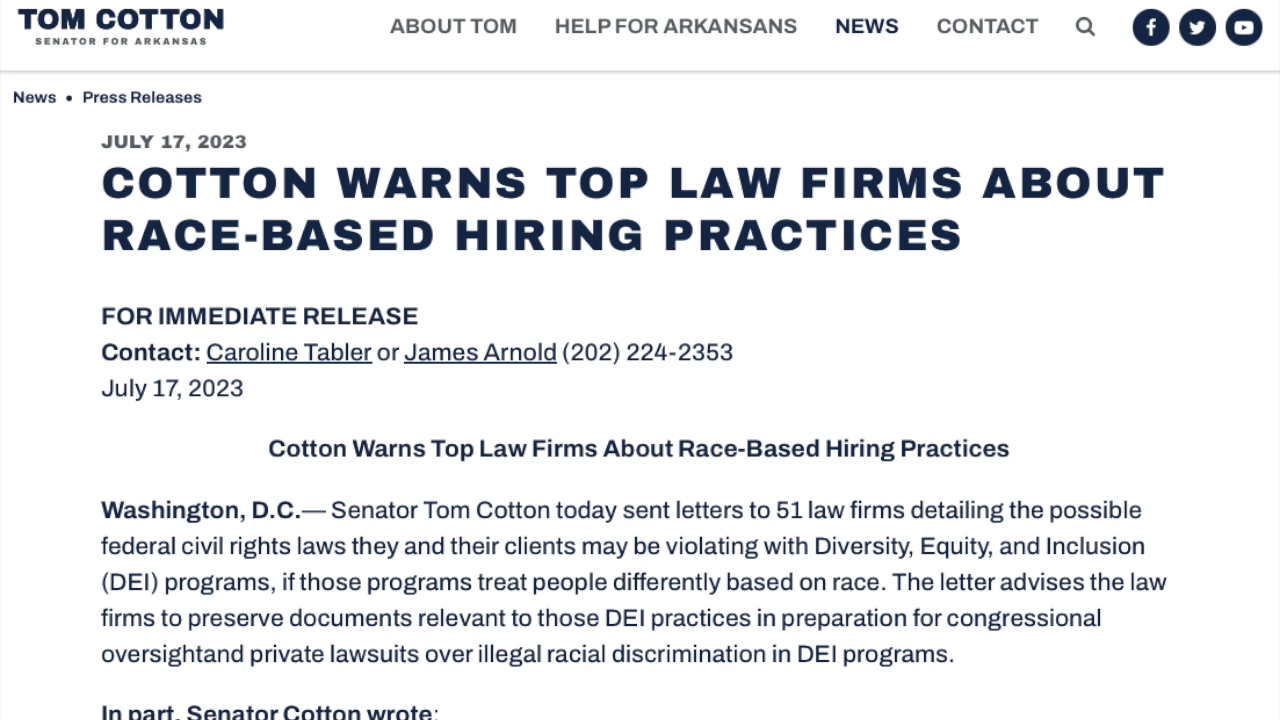 TOM COTTON
SENATOR FOR ARKANSAS
ABOUT TOM HELP FOR ARKANSANS NEWS CONTACT
News • Press Releases
JULY 17, 2023
COTTON WARNS TOP LAW FIRMS ABOUT
RACE-BASED HIRING PRACTICES
FOR IMMEDIATE RELEASE
Contact: Caroline Tabler or James Arnold (202) 224-2353
July 17, 2023
Cotton Warns Top Law Firms About Race-Based Hiring Practices
Washington, D.C.— Senator Tom Cotton today sent letters to 51 law firms detailing the possible
federal civil rights laws they and their clients may be violating with Diversity, Equity, and Inclusion
(DEI) programs, if those programs treat people differently based on race. The letter advises the law
firms to preserve documents relevant to those DEI practices in preparation for congressional
oversightand private lawsuits over illegal racial discrimination in DEI programs.
In part, Senator Cotton wrote: